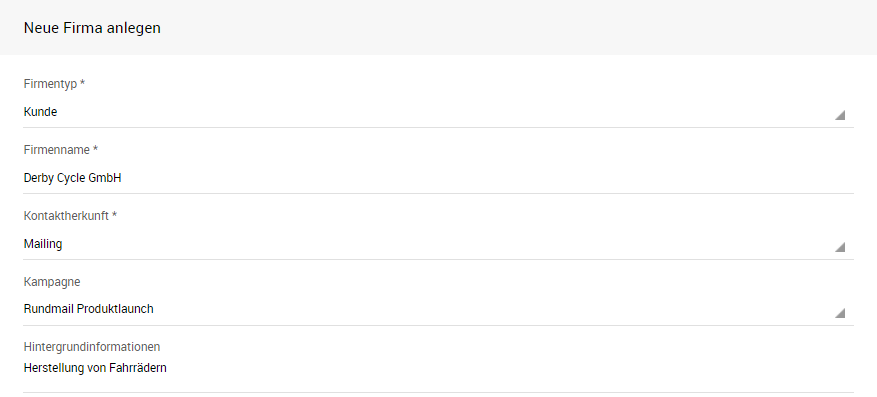 Neue Firma anlegen
Firmentyp *
Kunde
Firmenname *
Derby Cycle GmbH
Kontaktherkunft *
Mailing
Kampagne
Rundmail Produktlaunch
Hintergrundinformationen
Herstellung von Fahrrädern